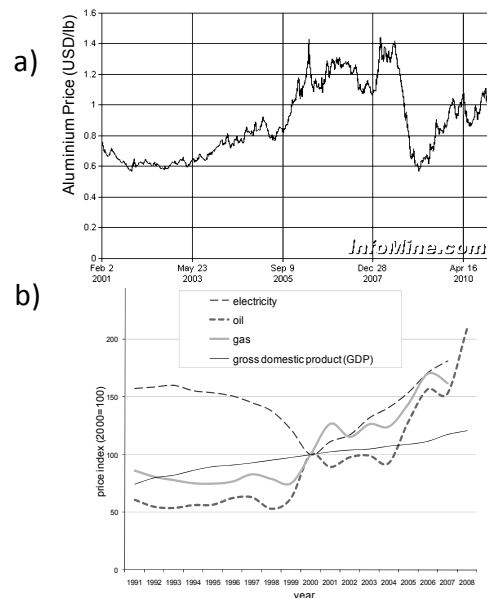 a)
Aluminium Price (USD/lb)
1.6
1.4
1.2
1
0.8
0.6
0.4
0.2
0
InfoMine.com
Feb 2 May 23 Sep 9 Dec 28 Apr 16
2001 2003 2005 2007 2010
b)
electricity
oil
gas
gross domestic product (GDP)
price index (2000=100)
200
150
100
50
0
1991 1992 1993 1994 1995 1996 1997 1998 1999 2000 2001 2002 2003 2004 2005 2006 2007 2008
year